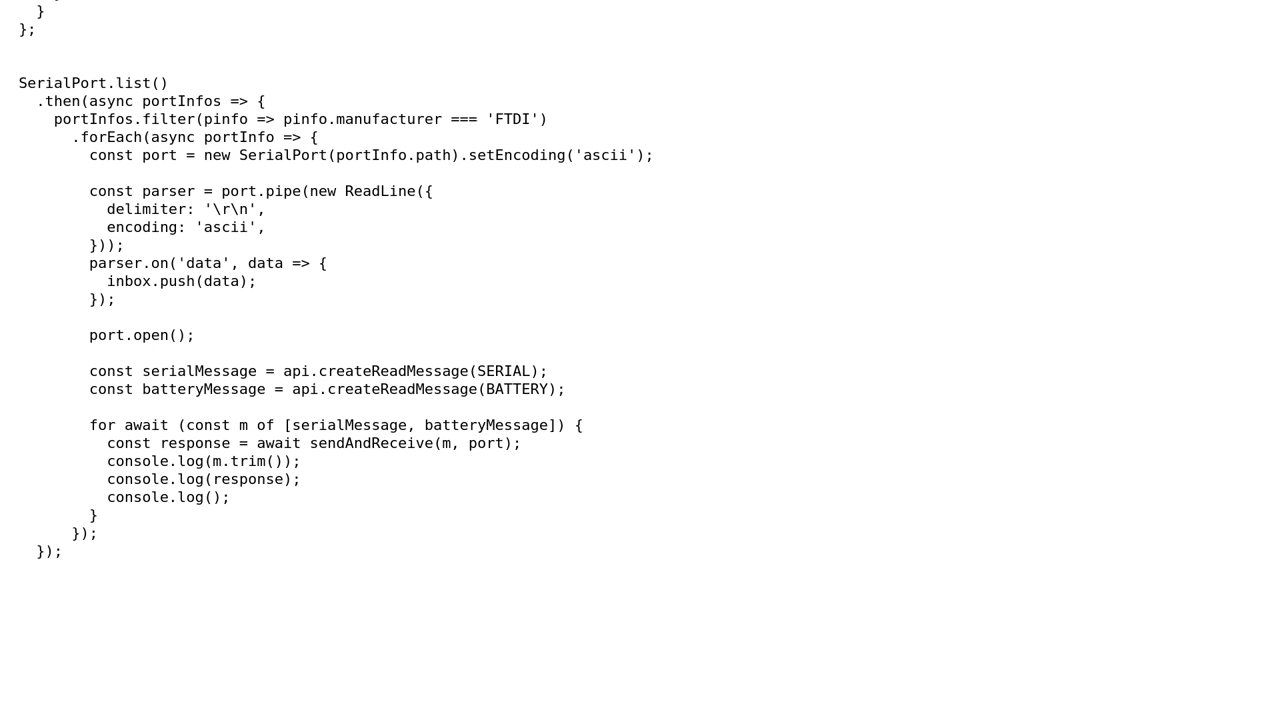 }
};

SerialPort.list()
  .then(async portInfos => {
    portInfos.filter(pinfo => pinfo.manufacturer === 'FTDI')
      .forEach(async portInfo => {
        const port = new SerialPort(portInfo.path).setEncoding('ascii');

        const parser = port.pipe(new ReadLine({
          delimiter: '\r\n',
          encoding: 'ascii',
        }));
        parser.on('data', data => {
          inbox.push(data);
        });

        port.open();

        const serialMessage = api.createReadMessage(SERIAL);
        const batteryMessage = api.createReadMessage(BATTERY);

        for await (const m of [serialMessage, batteryMessage]) {
          const response = await sendAndReceive(m, port);
          console.log(m.trim());
          console.log(response);
          console.log();
        }
      });
  });